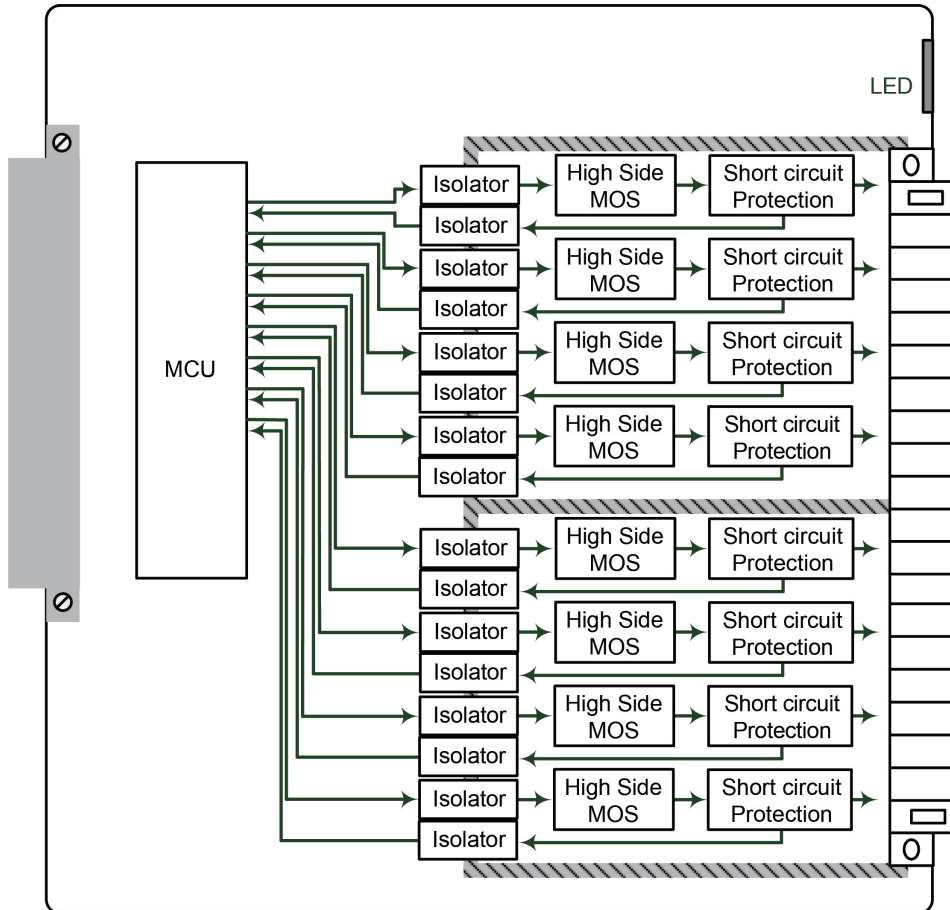 LED
Isolator
High Side
MOS
Short circuit
Protection
Isolator
Isolator
High Side
MOS
Short circuit
Protection
Isolator
Isolator
High Side
MOS
Short circuit
Protection
MCU
Isolator
Isolator
High Side
MOS
Short circuit
Protection
Isolator
Isolator
High Side
MOS
Short circuit
Protection
Isolator
Isolator
High Side
MOS
Short circuit
Protection
Isolator
Isolator
High Side
MOS
Short circuit
Protection
Isolator
Isolator
High Side
MOS
Short circuit
Protection
Isolator